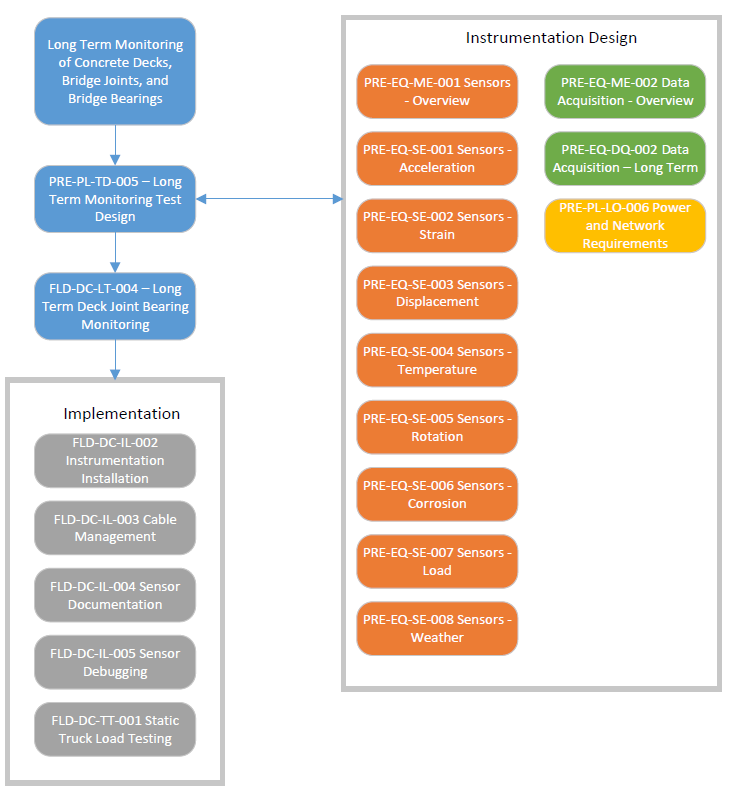 Long Term Monitoring
of Concrete Decks,
Bridge Joints, and
Bridge Bearings
PRE-PL-TD-005 – Long
Term Monitoring Test
Design
FLD-DC-LT-004 – Long
Term Deck Joint Bearing
Monitoring
Implementation
FLD-DC-IL-002
Instrumentation
Installation
FLD-DC-IL-003 Cable
Management
FLD-DC-IL-004 Sensor
Documentation
FLD-DC-IL-005 Sensor
Debugging
FLD-DC-TT-001 Static
Truck Load Testing
Instrumentation Design
PRE-EQ-ME-001 Sensors
- Overview
PRE-EQ-SE-001 Sensors -
Acceleration
PRE-EQ-SE-002 Sensors -
Strain
PRE-EQ-SE-003 Sensors -
Displacement
PRE-EQ-SE-004 Sensors -
Temperature
PRE-EQ-SE-005 Sensors -
Rotation
PRE-EQ-SE-006 Sensors -
Corrosion
PRE-EQ-SE-007 Sensors -
Load
PRE-EQ-SE-008 Sensors -
Weather
PRE-EQ-ME-002 Data
Acquisition - Overview
PRE-EQ-DQ-002 Data
Acquisition – Long Term
PRE-PL-LO-006 Power
and Network
Requirements